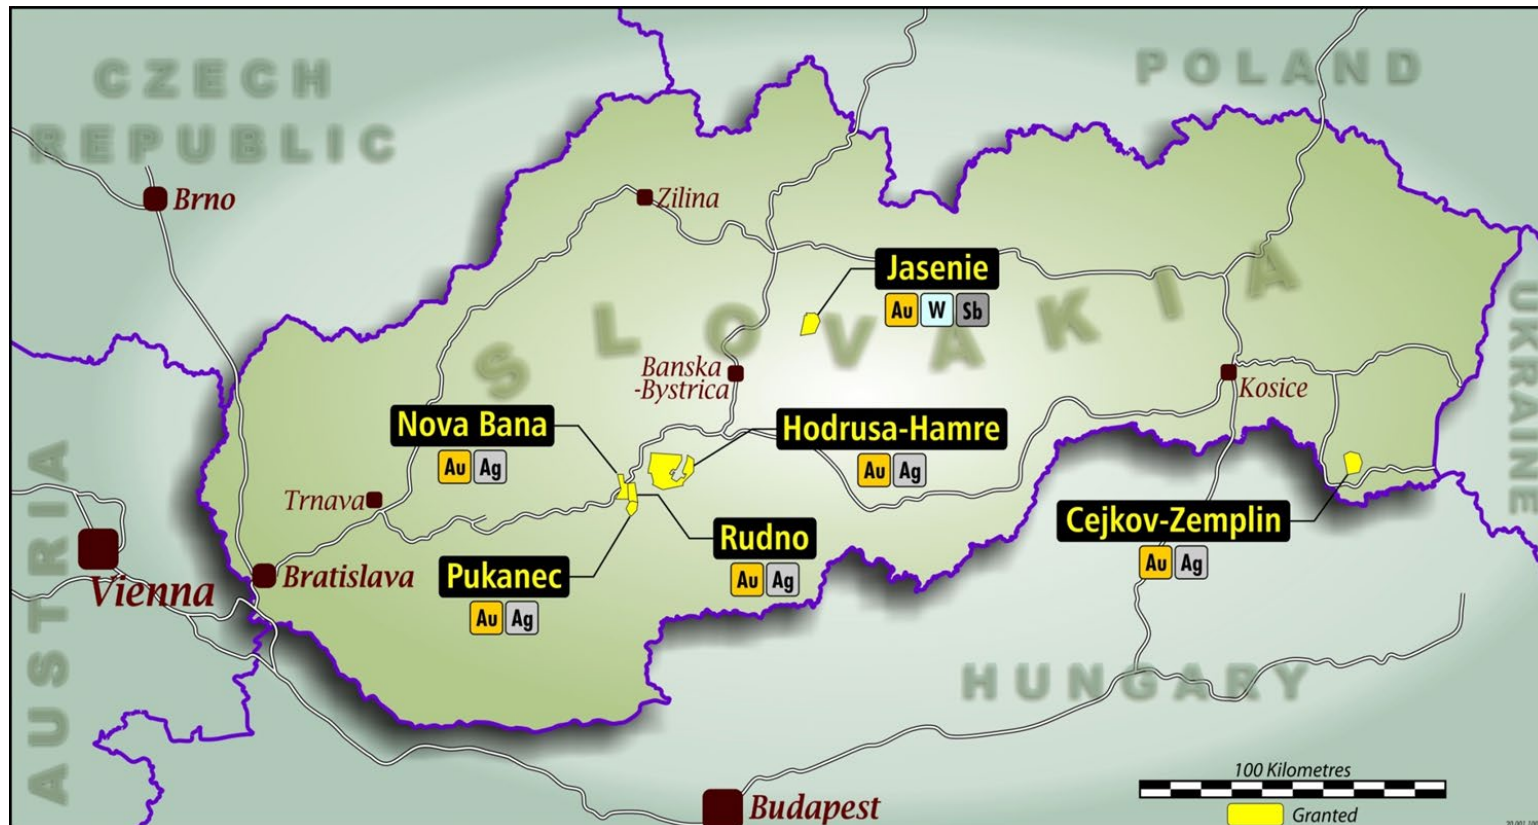 CZECH
REPUBLIC
POLAND
Brno
Zilina
Jasenie
Au W Sb
SLOVAKIA
UKRAINE
Banska
-Bystrica
Kosice
Nova Bana
Au Ag
Hodrusa-Hamre
Au Ag
Trnava
Cejkov-Zemplin
Au Ag
Rudno
Au Ag
Pukanec
Au Ag
Bratislava
Vienna
AUSTRIA
HUNGARY
Budapest
100 Kilometres
Granted